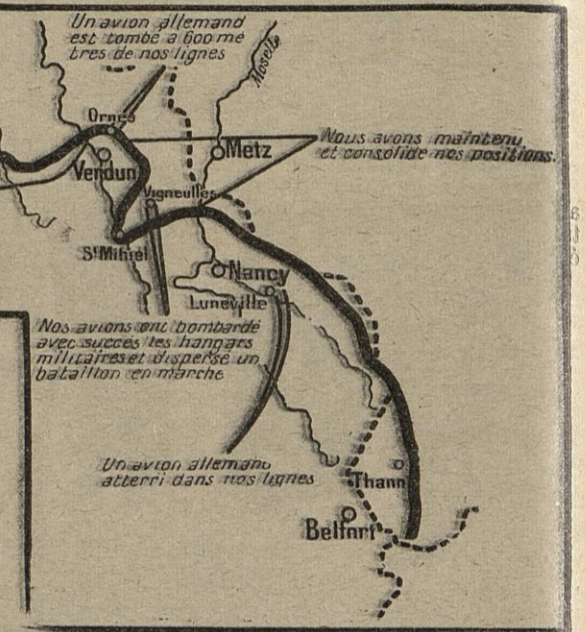 Un avion allemand
est tombé à 600 mè
tres de nos lignes
Moselle
Ornes
Metz
Nous avons maintenu
et consolidé nos positions.
Verdun
Vigneulles
St Mihiel
Nancy
Luneville
Nos avions ont bombardé
avec succès les hangars
militaires et dispersé un
bataillon en marche
Un avion allemand
atterri dans nos lignes
Thann
Belfort